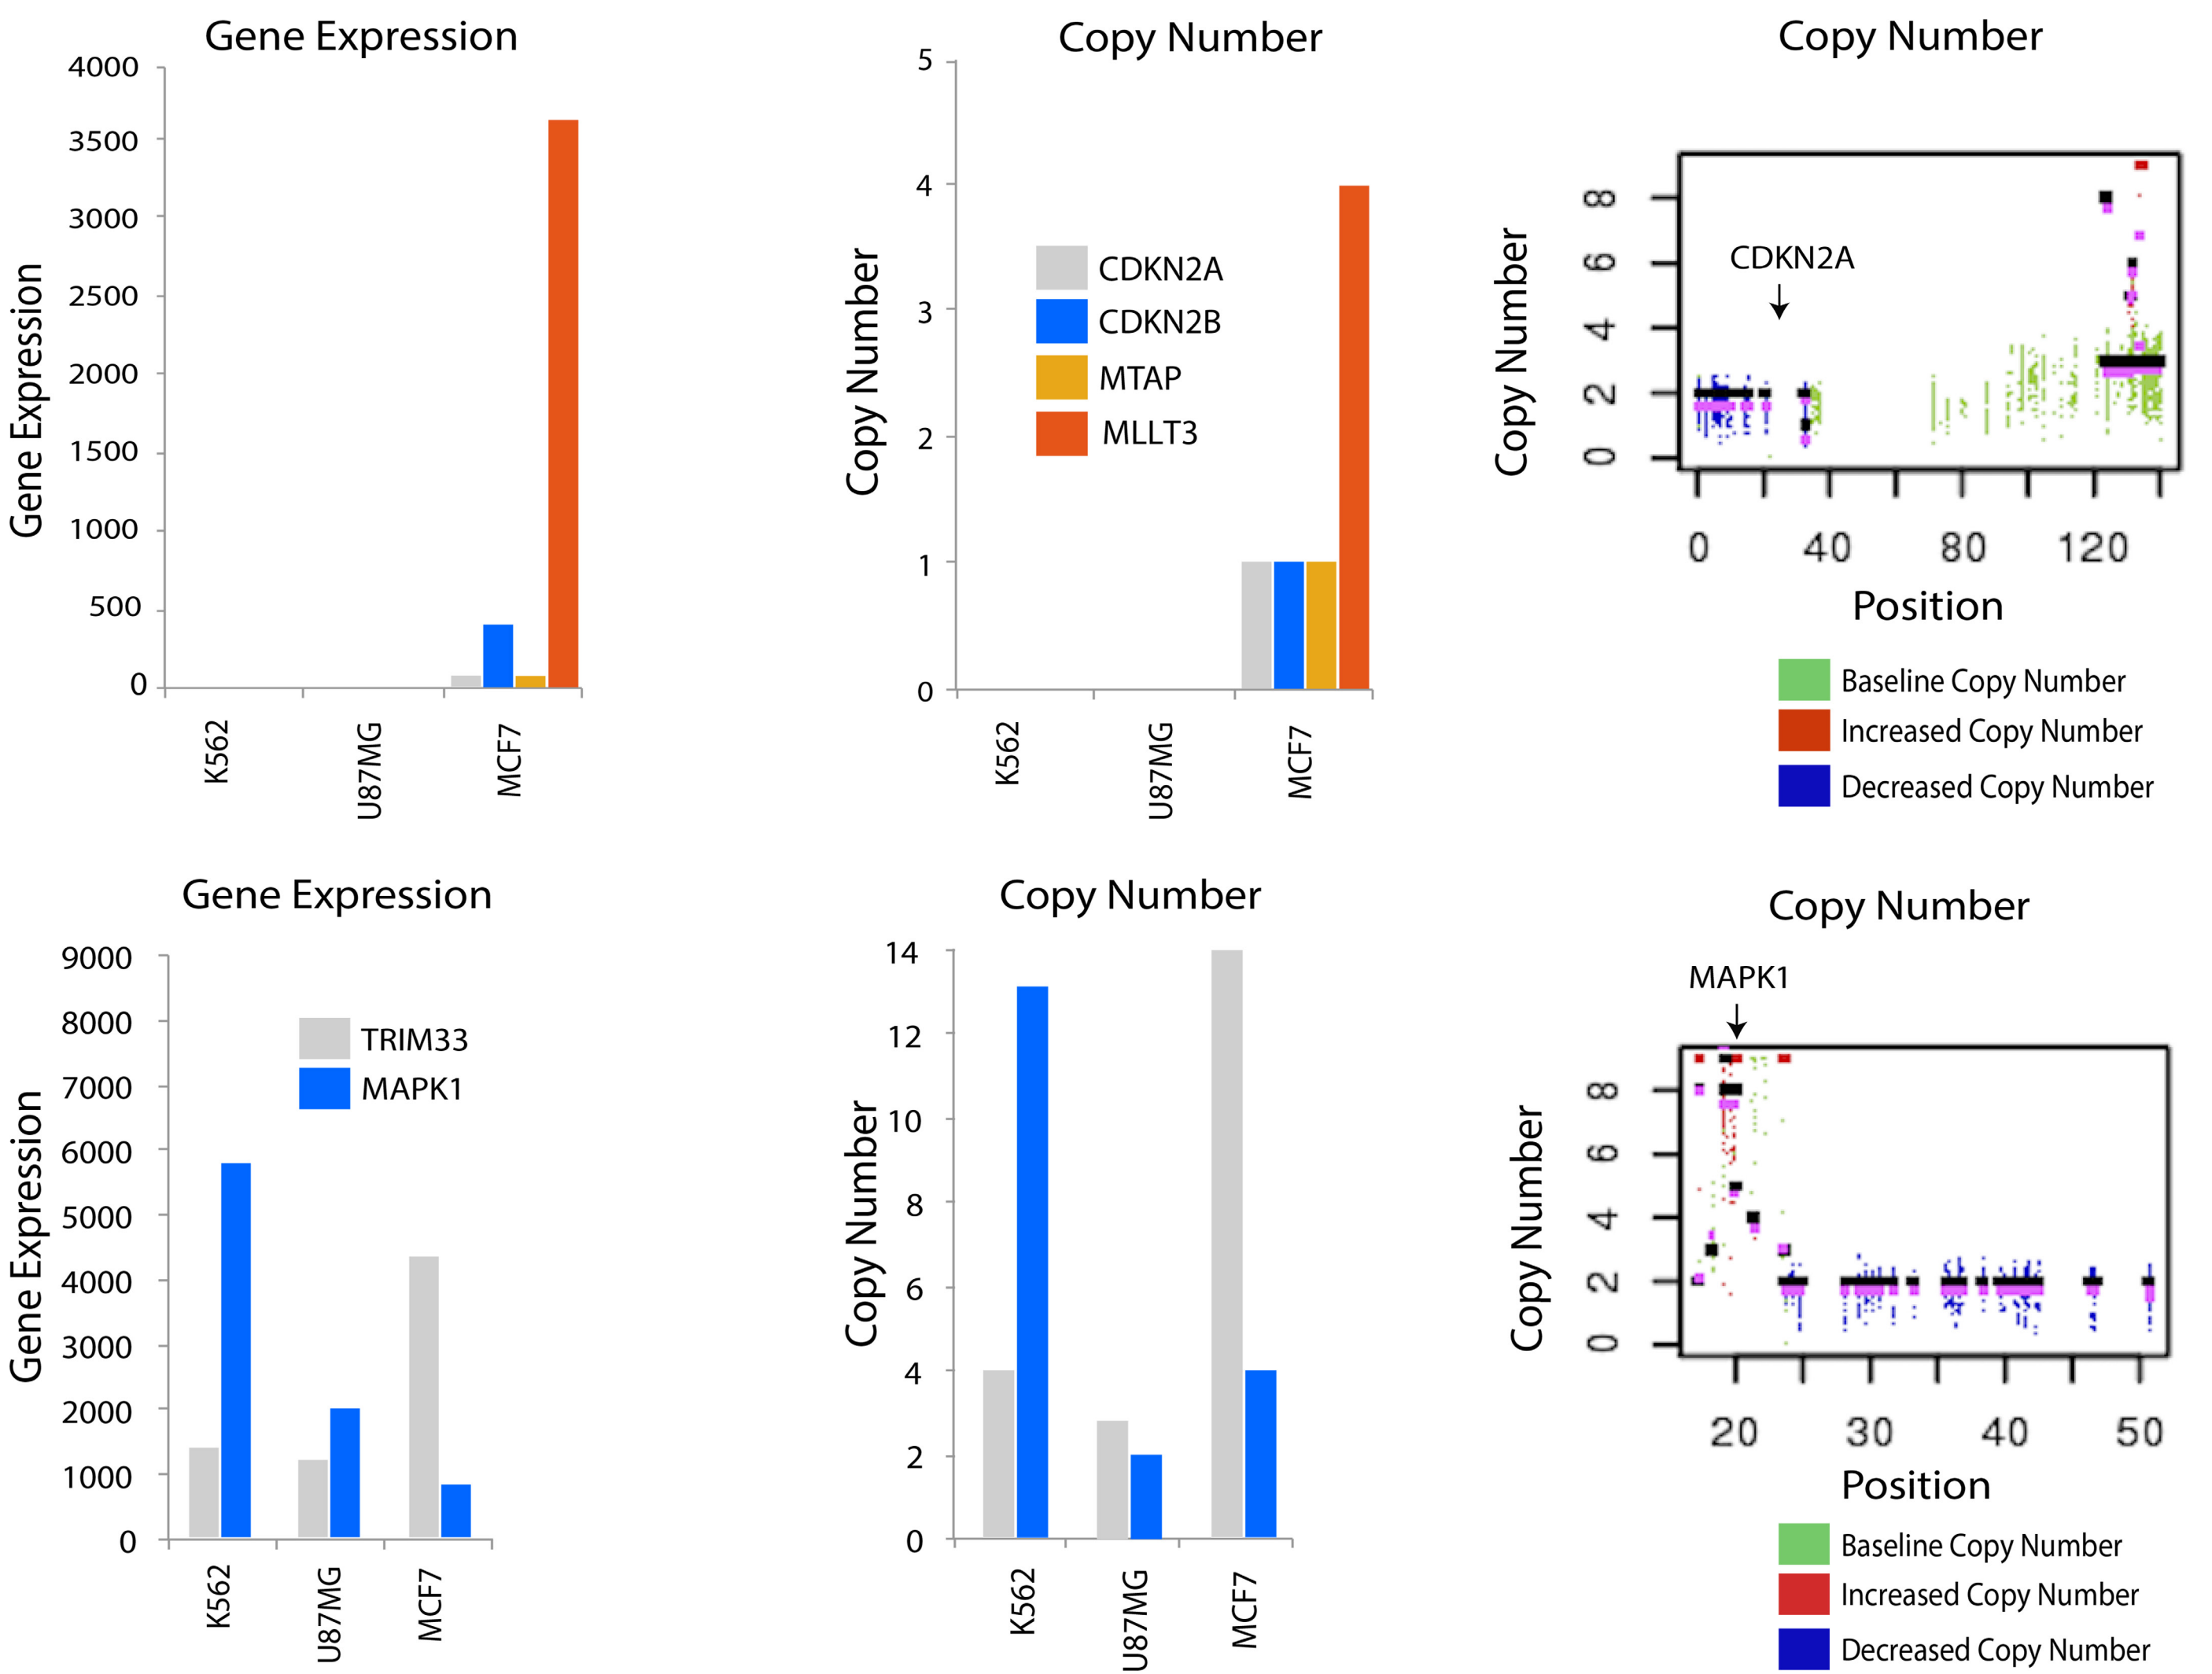 Gene Expression
4000
3500
3000
2500
2000
1500
1000
500
0
Gene Expression
K562
U87MG
MCF7
Copy Number
5
4
3
2
1
0
Copy Number
CDKN2A
CDKN2B
MTAP
MLLT3
K562
U87MG
MCF7
Copy Number
8
6
4
2
0
Copy Number
CDKN2A
0 40 80 120
Position
Baseline Copy Number
Increased Copy Number
Decreased Copy Number
Gene Expression
9000
8000
7000
6000
5000
4000
3000
2000
1000
0
Gene Expression
TRIM33
MAPK1
K562
U87MG
MCF7
Copy Number
14
12
10
8
6
4
2
0
Copy Number
K562
U87MG
MCF7
Copy Number
MAPK1
8
6
4
2
0
Copy Number
20 30 40 50
Position
Baseline Copy Number
Increased Copy Number
Decreased Copy Number